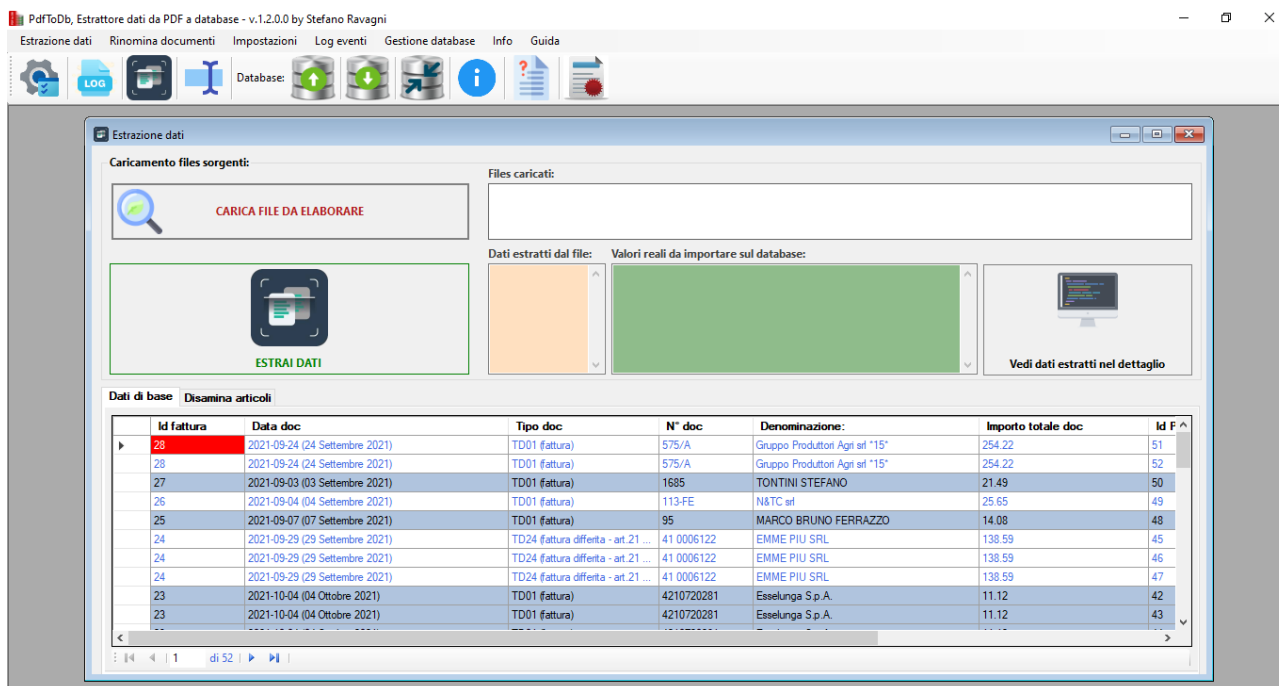 PdfToDb, Estrattore dati da PDF a database - v.1.2.0.0 by Stefano Ravagni
Estrazione dati Rinomina documenti Impostazioni Log eventi Gestione database Info Guida
LOG Database: i ?
Estrazione dati
Caricamento files sorgenti:
Files caricati:
CARICA FILE DA ELABORARE
Dati estratti dal file: Valori reali da importare sul database:
ESTRAI DATI
Vedi dati estratti nel dettaglio
Dati di base Disamina articoli
Id fattura Data doc Tipo doc N° doc Denominazione: Importo totale doc Id F
28 2021-09-24 (24 Settembre 2021) TD01 (fattura) 575/A Gruppo Produttori Agri srl "15" 254.22 51
28 2021-09-24 (24 Settembre 2021) TD01 (fattura) 575/A Gruppo Produttori Agri srl "15" 254.22 52
27 2021-09-03 (03 Settembre 2021) TD01 (fattura) 1685 TONTINI STEFANO 21.49 50
26 2021-09-04 (04 Settembre 2021) TD01 (fattura) 113-FE N&TC srl 25.65 49
25 2021-09-07 (07 Settembre 2021) TD01 (fattura) 95 MARCO BRUNO FERRAZZO 14.08 48
24 2021-09-29 (29 Settembre 2021) TD24 (fattura differita - art.21 ... 41 0006122 EMME PIU SRL 138.59 45
24 2021-09-29 (29 Settembre 2021) TD24 (fattura differita - art.21 ... 41 0006122 EMME PIU SRL 138.59 46
24 2021-09-29 (29 Settembre 2021) TD24 (fattura differita - art.21 ... 41 0006122 EMME PIU SRL 138.59 47
23 2021-10-04 (04 Ottobre 2021) TD01 (fattura) 4210720281 Esselunga S.p.A. 11.12 42
23 2021-10-04 (04 Ottobre 2021) TD01 (fattura) 4210720281 Esselunga S.p.A. 11.12 43
1 di 52